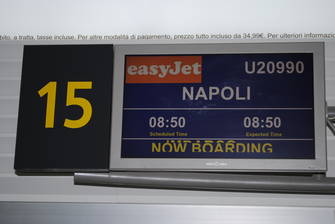 bito, a tratta, tasse incluse. Per altre modalità di pagamento, prezzo tutto incluso da 34,99€. Per ulteriori informazio
15
easyJet U20990
NAPOLI
08:50 08:50
Scheduled Time Expected Time
NOW BOARDING